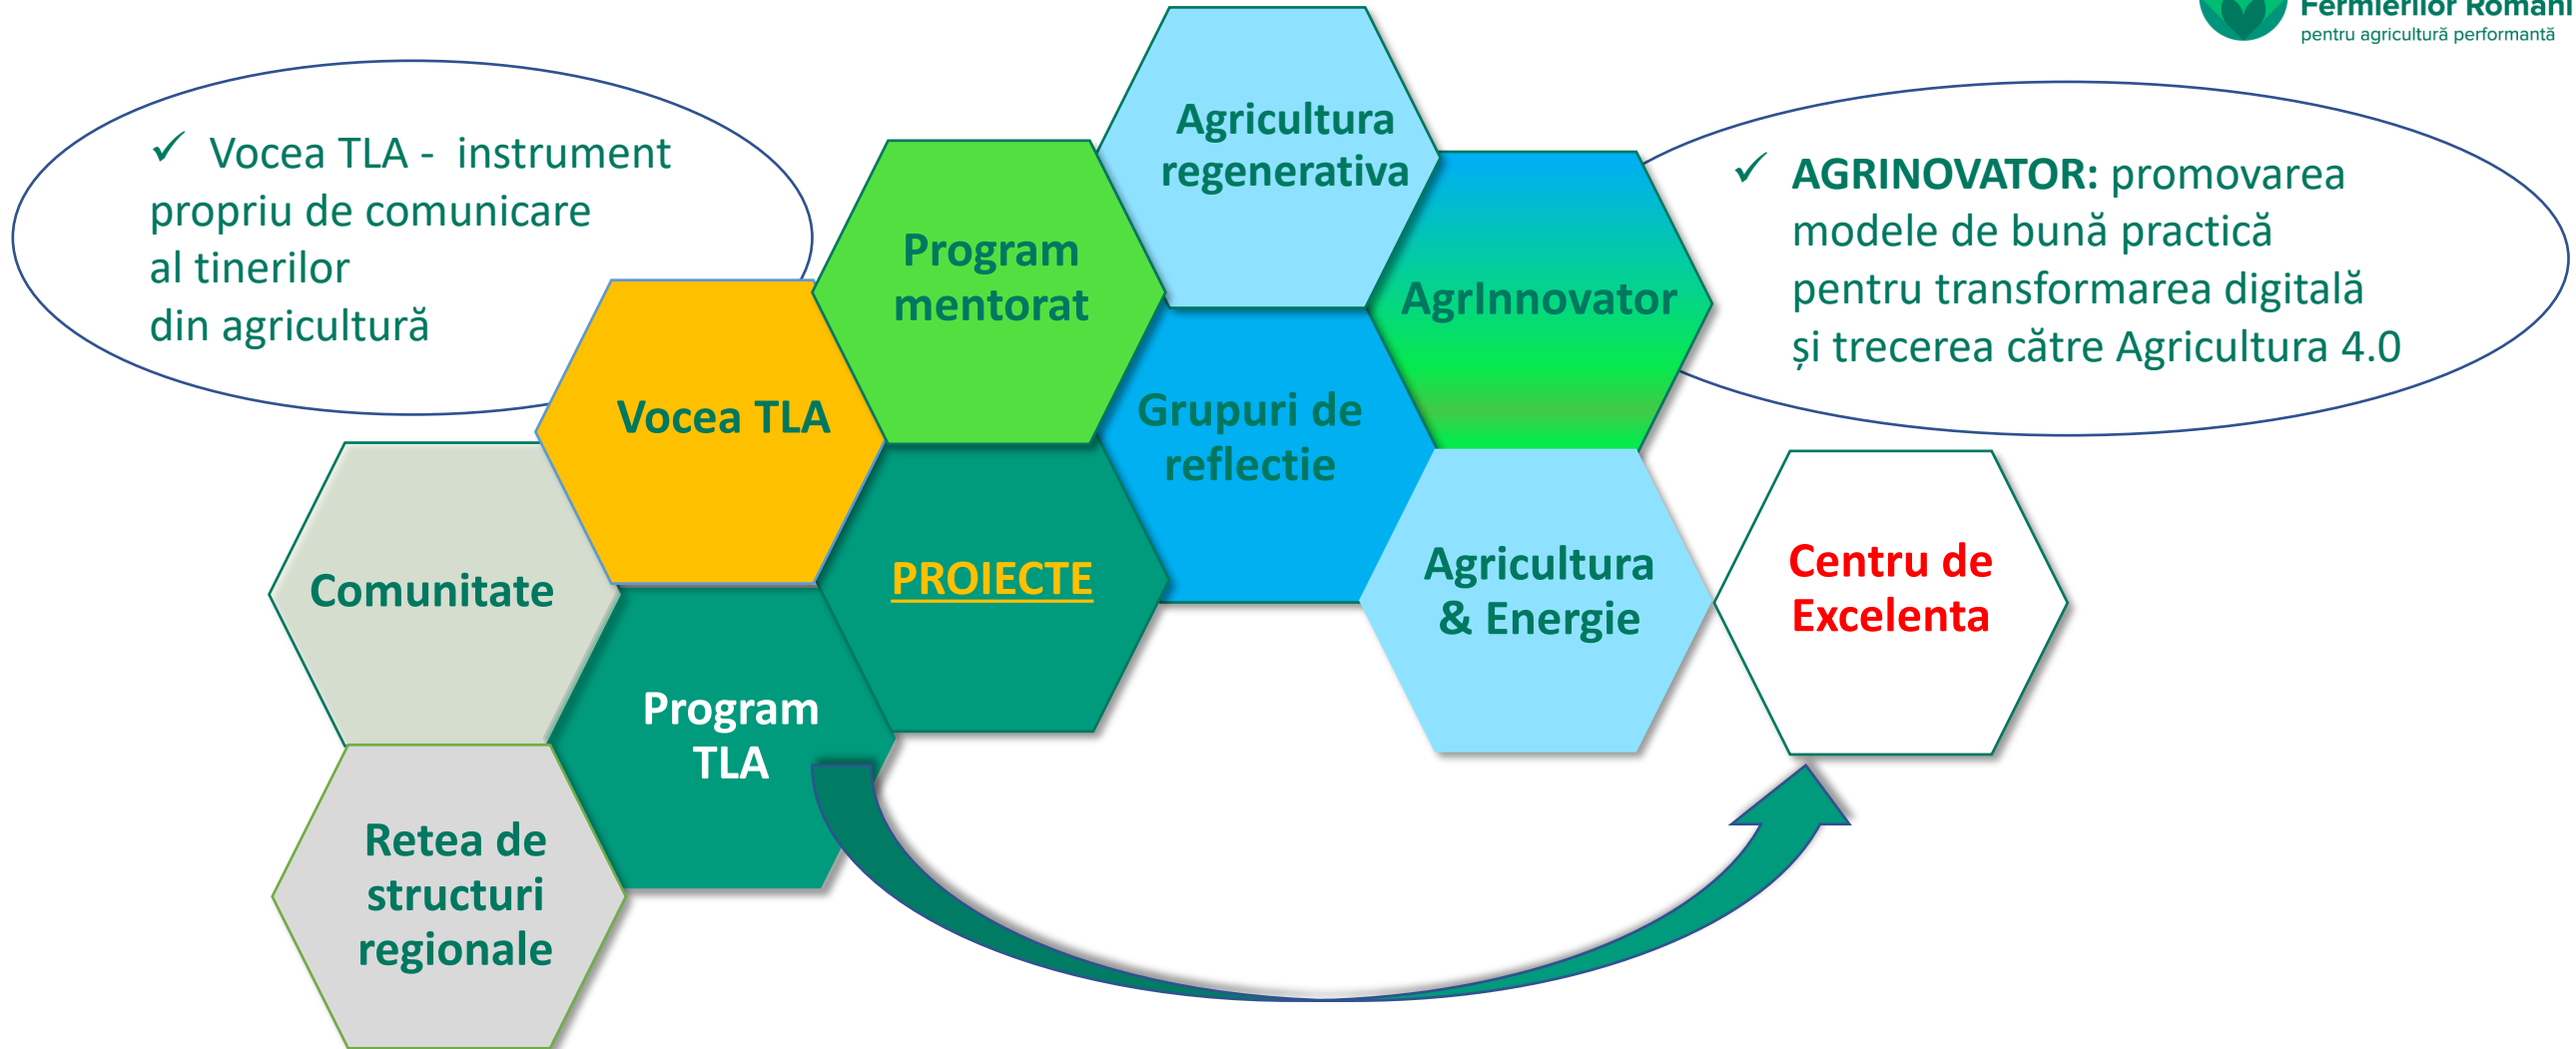 Fermierilor Români
pentru agricultură performantă
✓ Vocea TLA - instrument
propriu de comunicare
al tinerilor
din agricultură
Agricultura
regenerativa
✓ AGRINOVATOR: promovarea
modele de bună practică
pentru transformarea digitală
și trecerea către Agricultura 4.0
Program
mentorat
AgrInnovator
Vocea TLA
Grupuri de
reflectie
Comunitate
PROIECTE
Agricultura
& Energie
Centru de
Excelenta
Program
TLA
Retea de
structuri
regionale